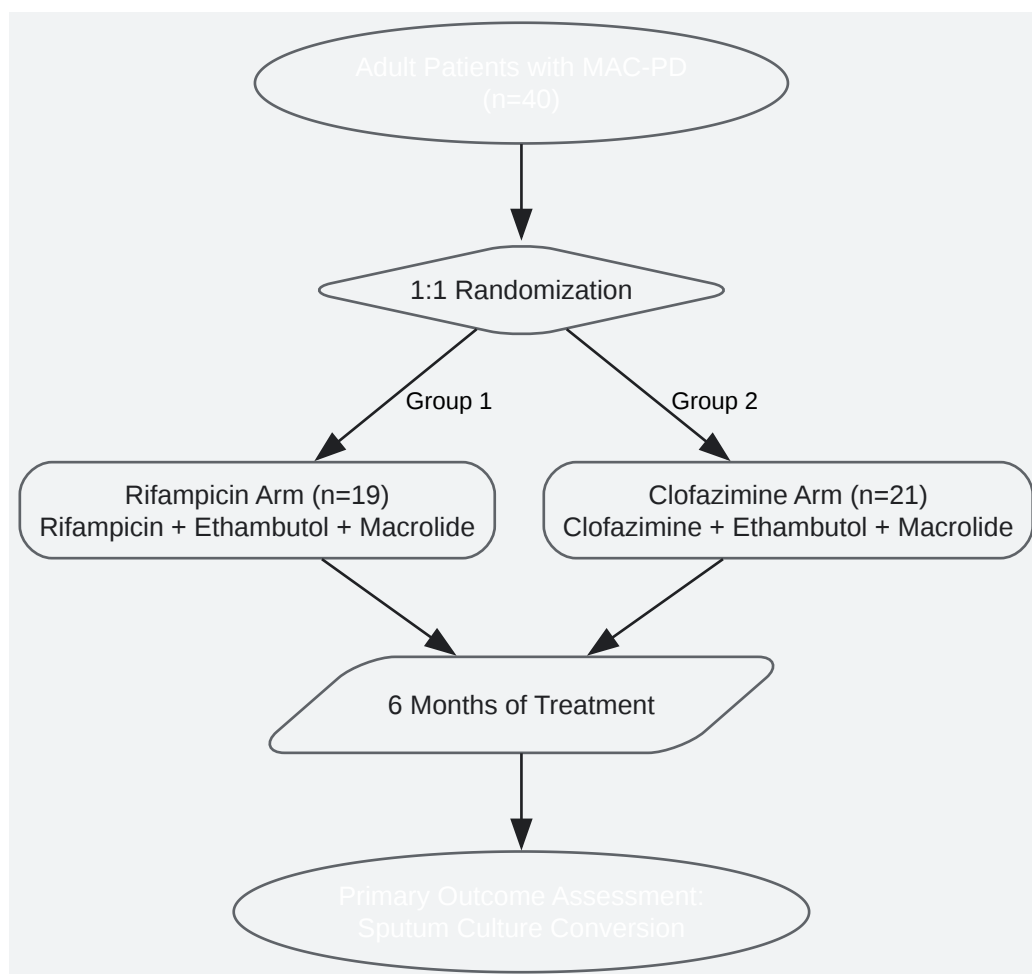 Adult Patients with MAC-PD
(n=40)
1:1 Randomization
Group 1
Group 2
Rifampicin Arm (n=19)
Rifampicin + Ethambutol + Macrolide
Clofazimine Arm (n=21)
Clofazimine + Ethambutol + Macrolide
6 Months of Treatment
Primary Outcome Assessment:
Sputum Culture Conversion